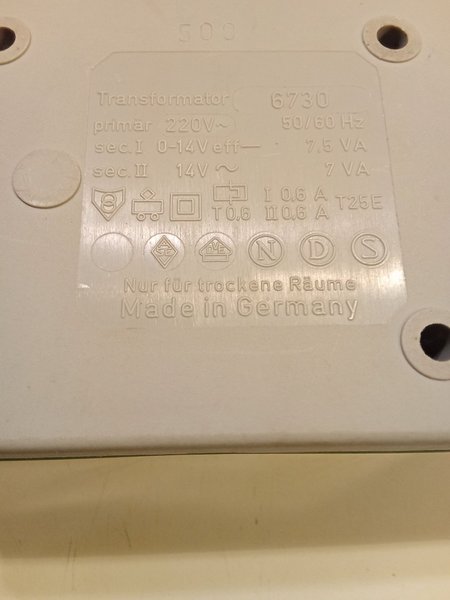 009
Transformator 6730
primär 220V~ 50/60 Hz
sec.I 0-14V eff— 7,5 VA
sec.II 14V ~ 7 VA
T0,6 I 0,6 A II 0,6 A T25E
N D S
Nur für trockene Räume
Made in Germany